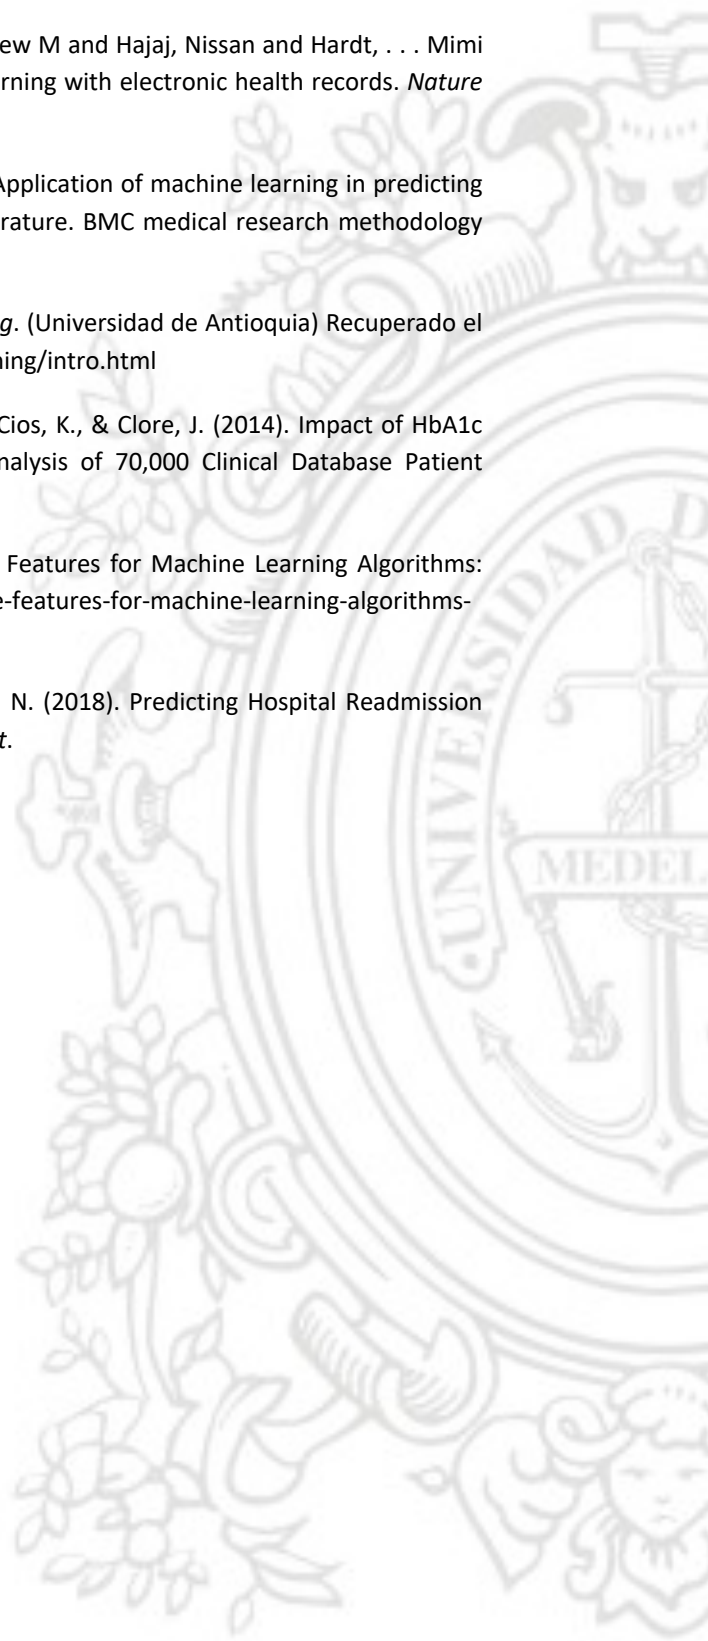 ew M and Hajaj, Nissan and Hardt, . . . Mimi
rning with electronic health records. Nature
Application of machine learning in predicting
rature. BMC medical research methodology
g. (Universidad de Antioquia) Recuperado el
ning/intro.html
Cios, K., & Clore, J. (2014). Impact of HbA1c
nalysis of 70,000 Clinical Database Patient
Features for Machine Learning Algorithms:
e-features-for-machine-learning-algorithms-
N. (2018). Predicting Hospital Readmission
t.
UNIVERSIDAD D
MEDEL